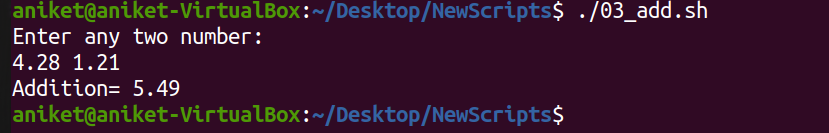 aniket@aniket-VirtualBox:~/Desktop/NewScripts$ ./03_add.sh
Enter any two number:
4.28 1.21
Addition= 5.49
aniket@aniket-VirtualBox:~/Desktop/NewScripts$